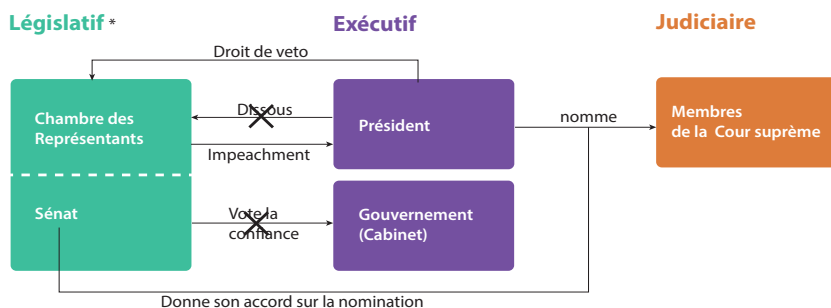 Législatif *
Exécutif
Judiciaire
Droit de veto
Chambre des
Représentants
Dissous
Président
nomme
Membres
de la Cour suprème
Impeachment
Sénat
Vote la
confiance
Gouvernement
(Cabinet)
Donne son accord sur la nomination